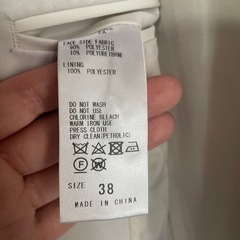 FACE SYDE FABRIC
90% POLYESTER
10% POLYURETHANE
LINING
100% POLYESTER
DO NOT WASH
DO NOT USE
CHLORINE BLEACH
WARM IRON USE
PRESS CLOTH
DRY CLEAN(PETROLIC)
F W
SIZE 38
MADE IN CHINA